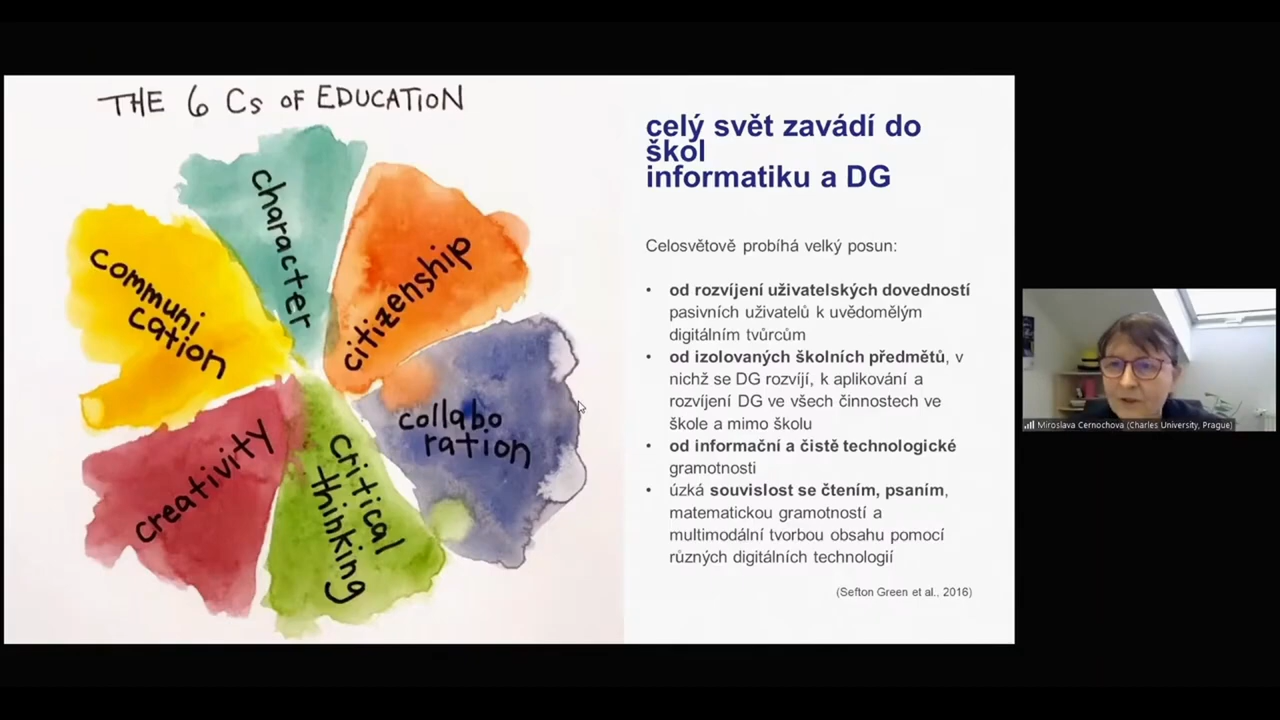 THE 6 Cs OF EDUCATION
character
citizenship
communi
cation
collabo
ration
creativity
critical
thinking
celý svět zavádí do
škol
informatiku a DG
Celosvětově probíhá velký posun:
• od rozvíjení uživatelských dovedností
pasivních uživatelů k uvědomělým
digitálním tvůrcům
• od izolovaných školních předmětů, v
nichž se DG rozvíjí, k aplikování a
rozvíjení DG ve všech činnostech ve
škole a mimo školu
• od informační a čistě technologické
gramotnosti
• úzká souvislost se čtením, psaním,
matematickou gramotností a
multimodální tvorbou obsahu pomocí
různých digitálních technologií
(Sefton Green et al., 2016)
Miroslava Cernochova (Charles University, Prague)